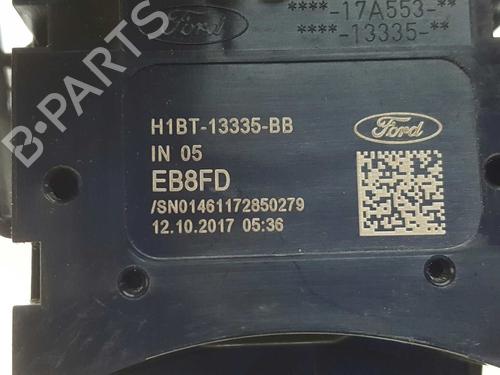 ****-17A553-**
Ford
****-13335-**
H1BT-13335-BB
Ford
IN 05
EB8FD
/SN01461172850279
12.10.2017 05:36
B-PARTS